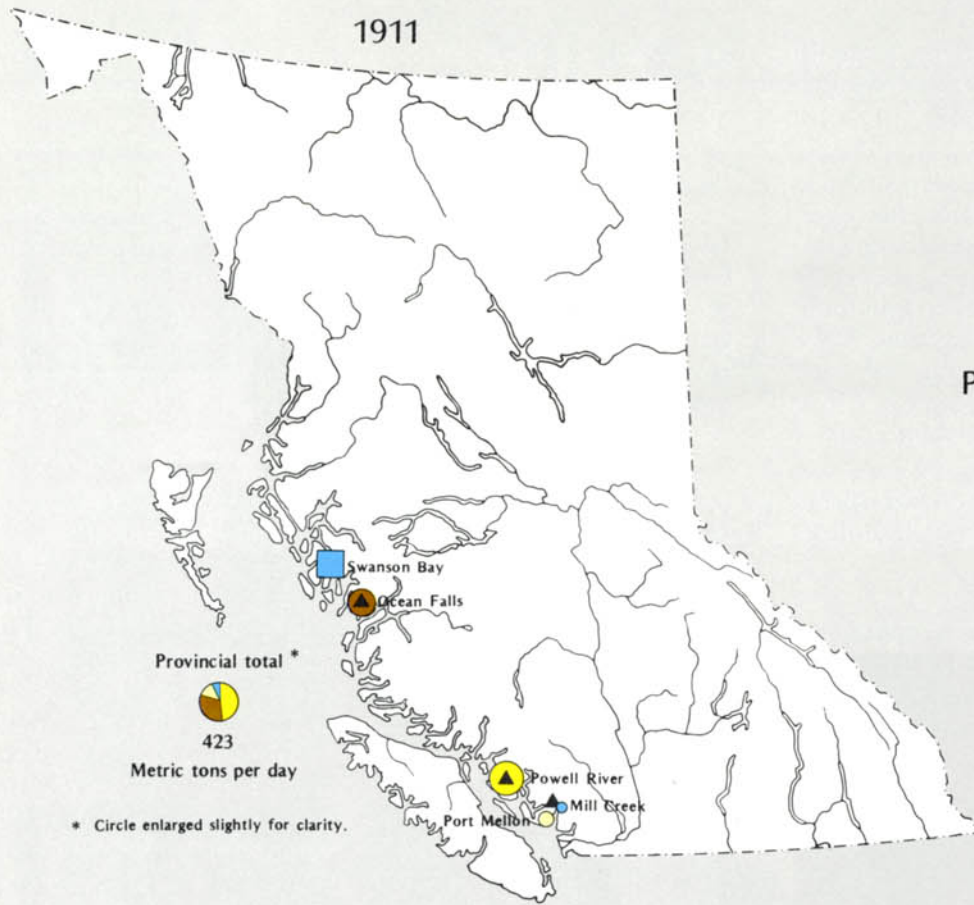 1911
P
Swanson Bay
Ocean Falls
Provincial total *
423
Metric tons per day
* Circle enlarged slightly for clarity.
Powell River
Mill Creek
Port Mellon